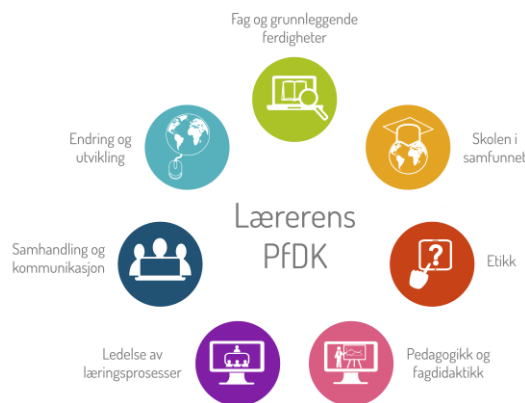 Fag og grunnleggende
ferdigheter
Endring og
utvikling
Skolen i
samfunnet
Lærerens
PfDK
Samhandling og
kommunikasjon
?
Etikk
Ledelse av
læringsprosesser
Pedagogikk og
fagdidaktikk